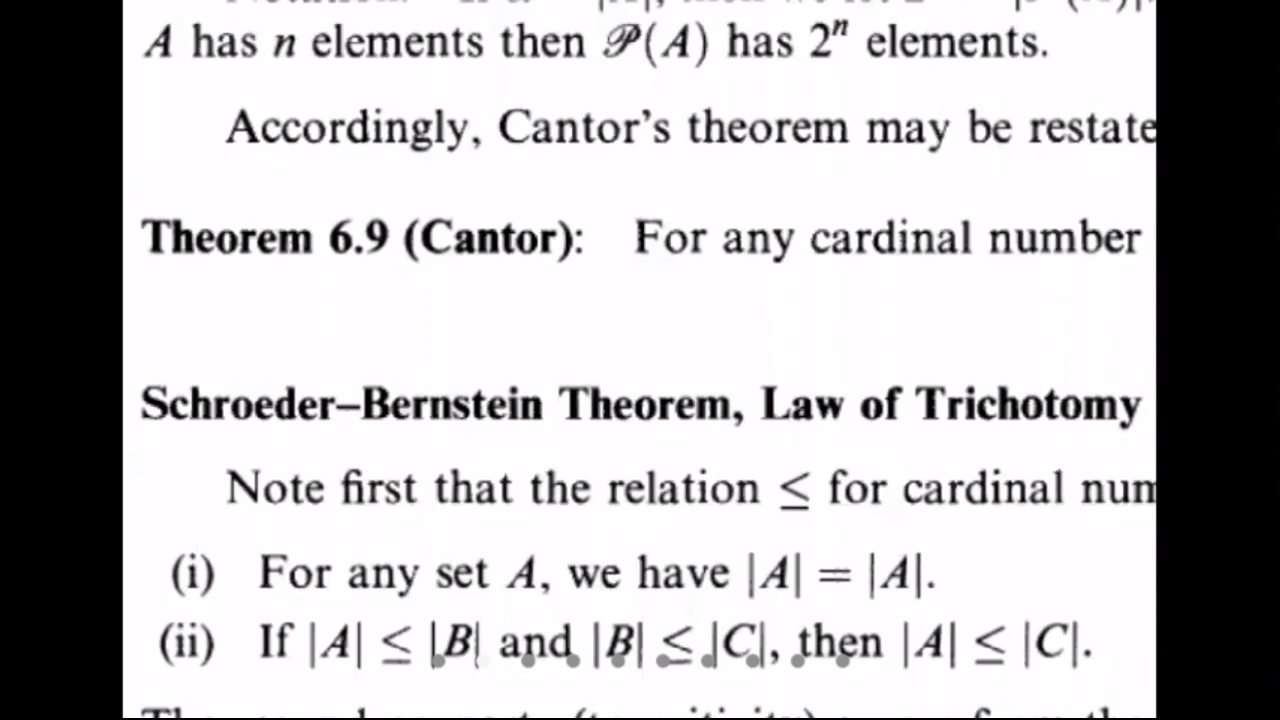 A has n elements then 𝒫(A) has 2ⁿ elements.
Accordingly, Cantor's theorem may be
Theorem 6.9 (Cantor): For any cardinal number
Schroeder–Bernstein Theorem, Law of Trichotomy
Note first that the relation ≤ for cardinal
(i) For any set A, we have |A| = |A|.
(ii) If |A| ≤ |B| and |B| ≤ |C|, then |A| ≤ |C|.